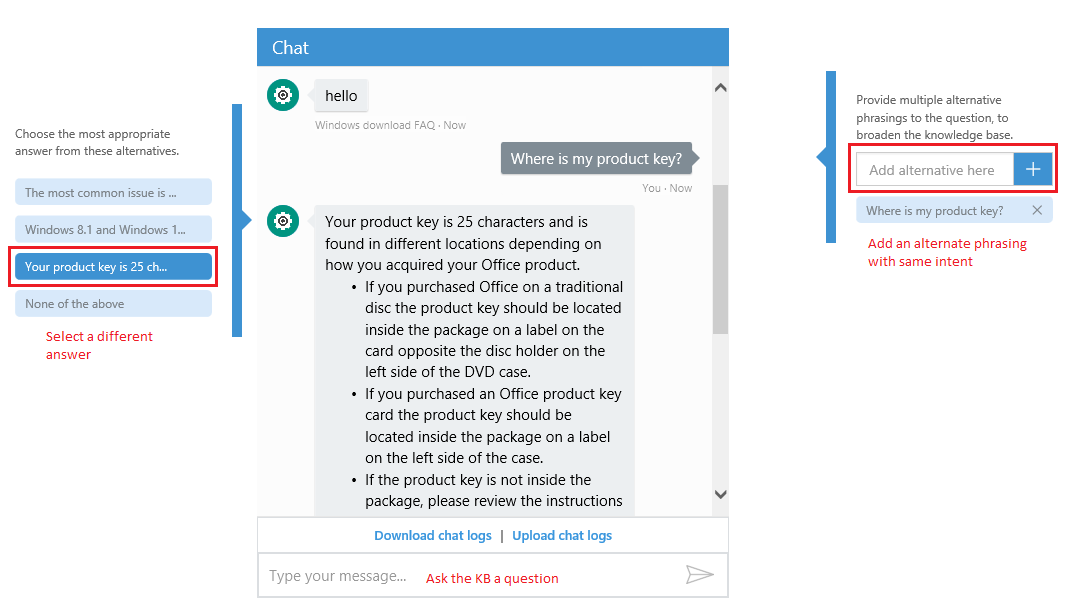 Choose the most appropriate
answer from these alternatives.
The most common issue is ...
Windows 8.1 and Windows 1...
Your product key is 25 ch...
None of the above
Select a different
answer
Chat
hello
Windows download FAQ · Now
Where is my product key?
You · Now
Your product key is 25 characters and is
found in different locations depending on
how you acquired your Office product.
• If you purchased Office on a traditional
disc the product key should be located
inside the package on a label on the
card opposite the disc holder on the
left side of the DVD case.
• If you purchased an Office product key
card the product key should be
located inside the package on a label
on the left side of the case.
• If the product key is not inside the
package, please review the instructions
Download chat logs | Upload chat logs
Type your message... Ask the KB a question
Provide multiple alternative
phrasings to the question, to
broaden the knowledge base.
Add alternative here
Where is my product key?
Add an alternate phrasing
with same intent